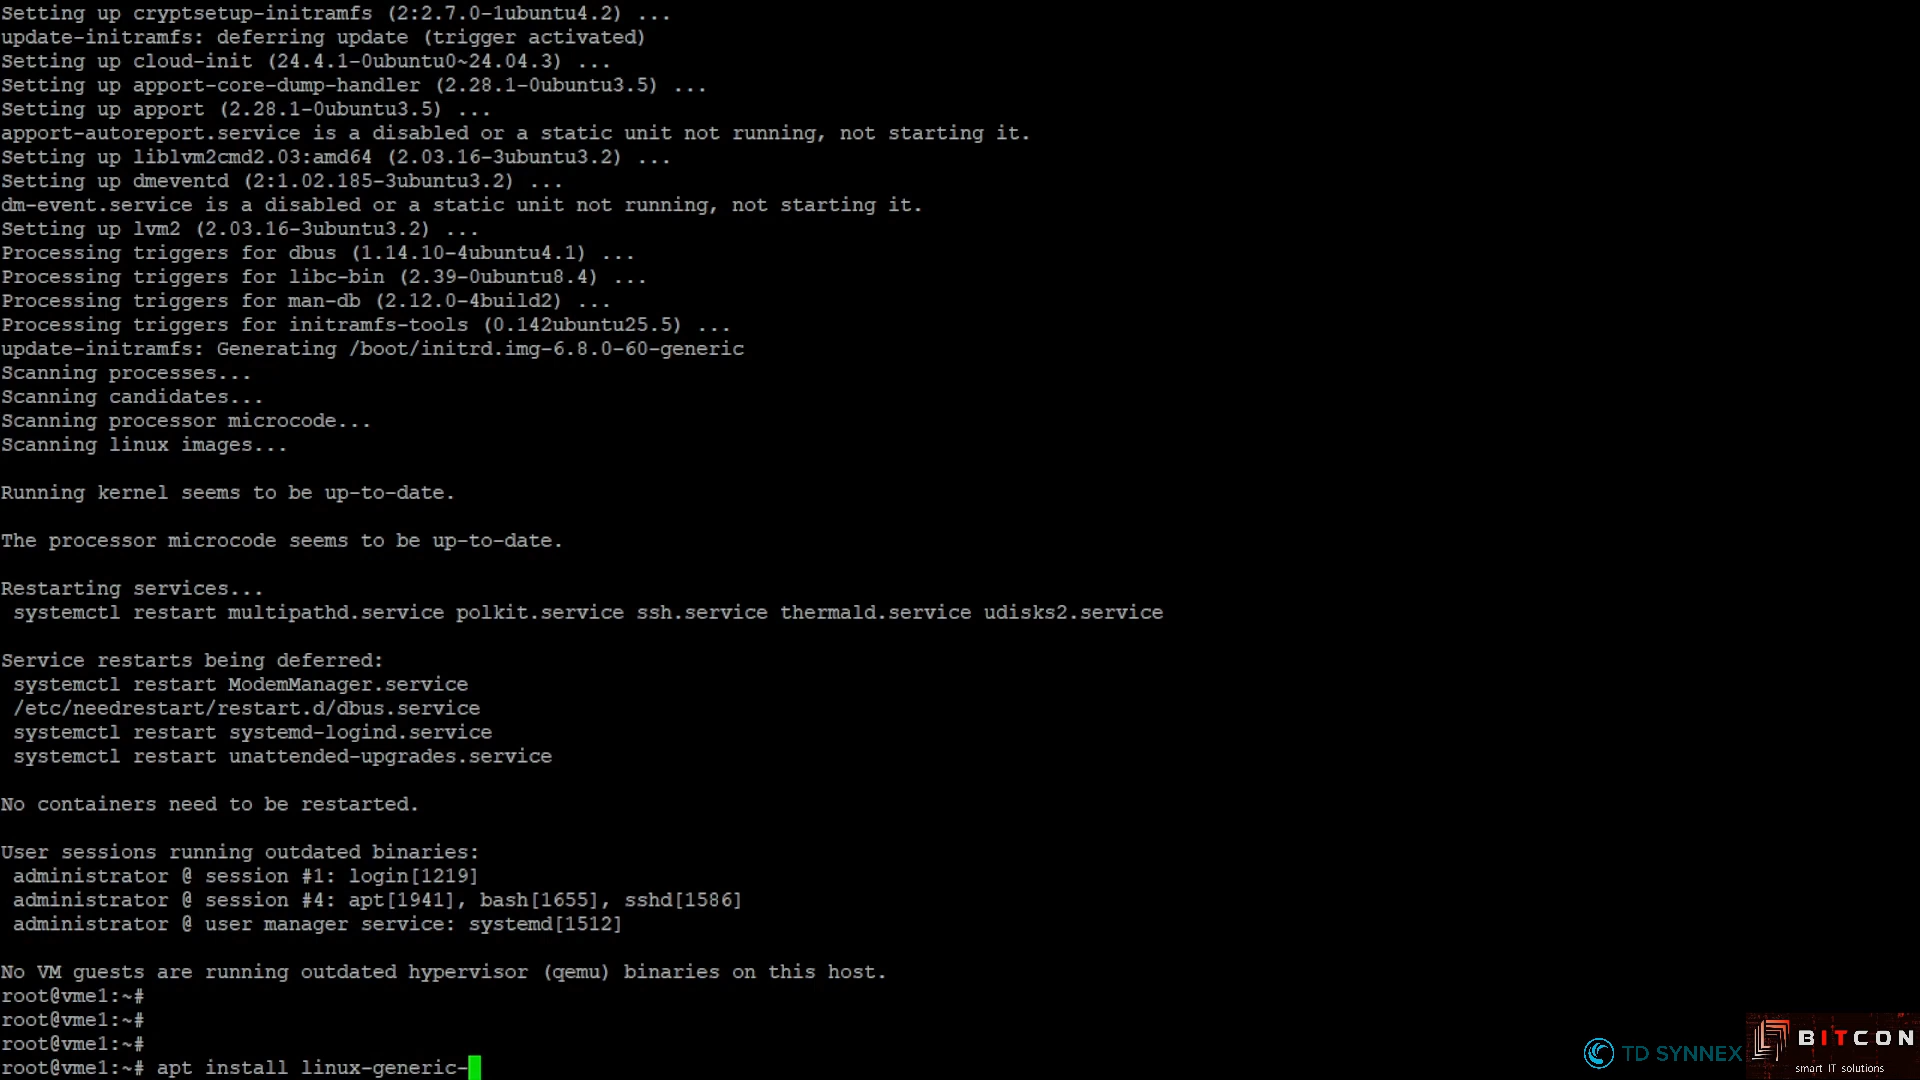 Setting up cryptsetup-initramfs (2:2.7.0-1ubuntu4.2) ...
update-initramfs: deferring update (trigger activated)
Setting up cloud-init (24.4.1-0ubuntu0~24.04.3) ...
Setting up apport-core-dump-handler (2.28.1-0ubuntu3.5) ...
Setting up apport (2.28.1-0ubuntu3.5) ...
apport-autoreport.service is a disabled or a static unit not running, not starting it.
Setting up liblvm2cmd2.03:amd64 (2.03.16-3ubuntu3.2) ...
Setting up dmeventd (2:1.02.185-3ubuntu3.2) ...
dm-event.service is a disabled or a static unit not running, not starting it.
Setting up lvm2 (2.03.16-3ubuntu3.2) ...
Processing triggers for dbus (1.14.10-4ubuntu4.1) ...
Processing triggers for libc-bin (2.39-0ubuntu8.4) ...
Processing triggers for man-db (2.12.0-4build2) ...
Processing triggers for initramfs-tools (0.142ubuntu25.5) ...
update-initramfs: Generating /boot/initrd.img-6.8.0-60-generic
Scanning processes...
Scanning candidates...
Scanning processor microcode...
Scanning linux images...
Running kernel seems to be up-to-date.
The processor microcode seems to be up-to-date.
Restarting services...
systemctl restart multipathd.service polkit.service ssh.service thermald.service udisks2.service
Service restarts being deferred:
systemctl restart ModemManager.service
/etc/needrestart/restart.d/dbus.service
systemctl restart systemd-logind.service
systemctl restart unattended-upgrades.service
No containers need to be restarted.
User sessions running outdated binaries:
administrator @ session #1: login[1219]
administrator @ session #4: apt[1941], bash[1655], sshd[1586]
administrator @ user manager service: systemd[1512]
No VM guests are running outdated hypervisor (qemu) binaries on this host.
root@vme1:~#
root@vme1:~#
root@vme1:~#
root@vme1:~# apt install linux-generic-
TD SYNNEX
BITCON
smart IT solutions